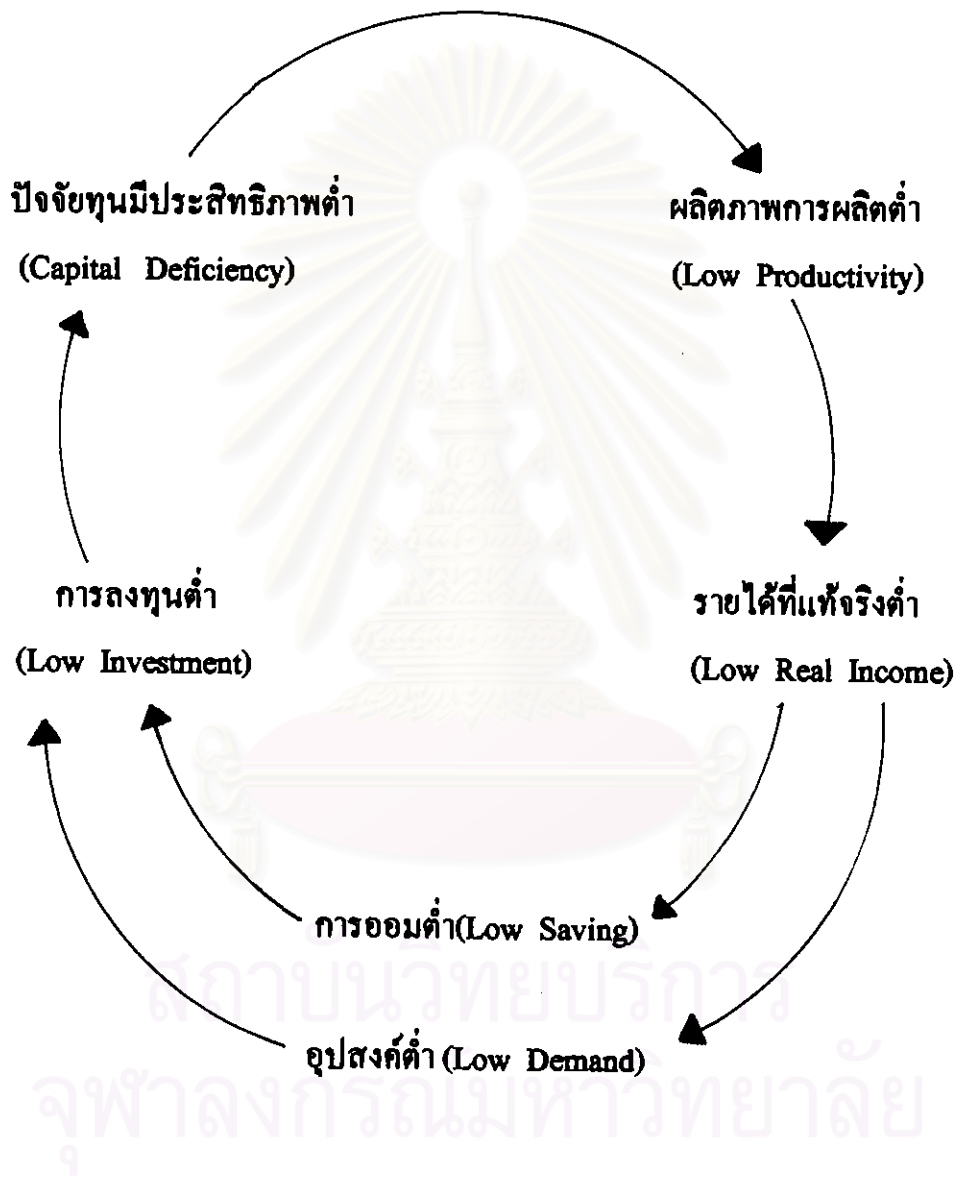 ปัจจัยทุนมีประสิทธิภาพต่ำ
(Capital Deficiency)
ผลิตภาพการผลิตต่ำ
(Low Productivity)
การลงทุนต่ำ
(Low Investment)
รายได้ที่แท้จริงต่ำ
(Low Real Income)
การออมต่ำ(Low Saving)
อุปสงค์ต่ำ (Low Demand)
สถาบันวิทยบริการ
จุฬาลงกรณ์มหาวิทยาลัย